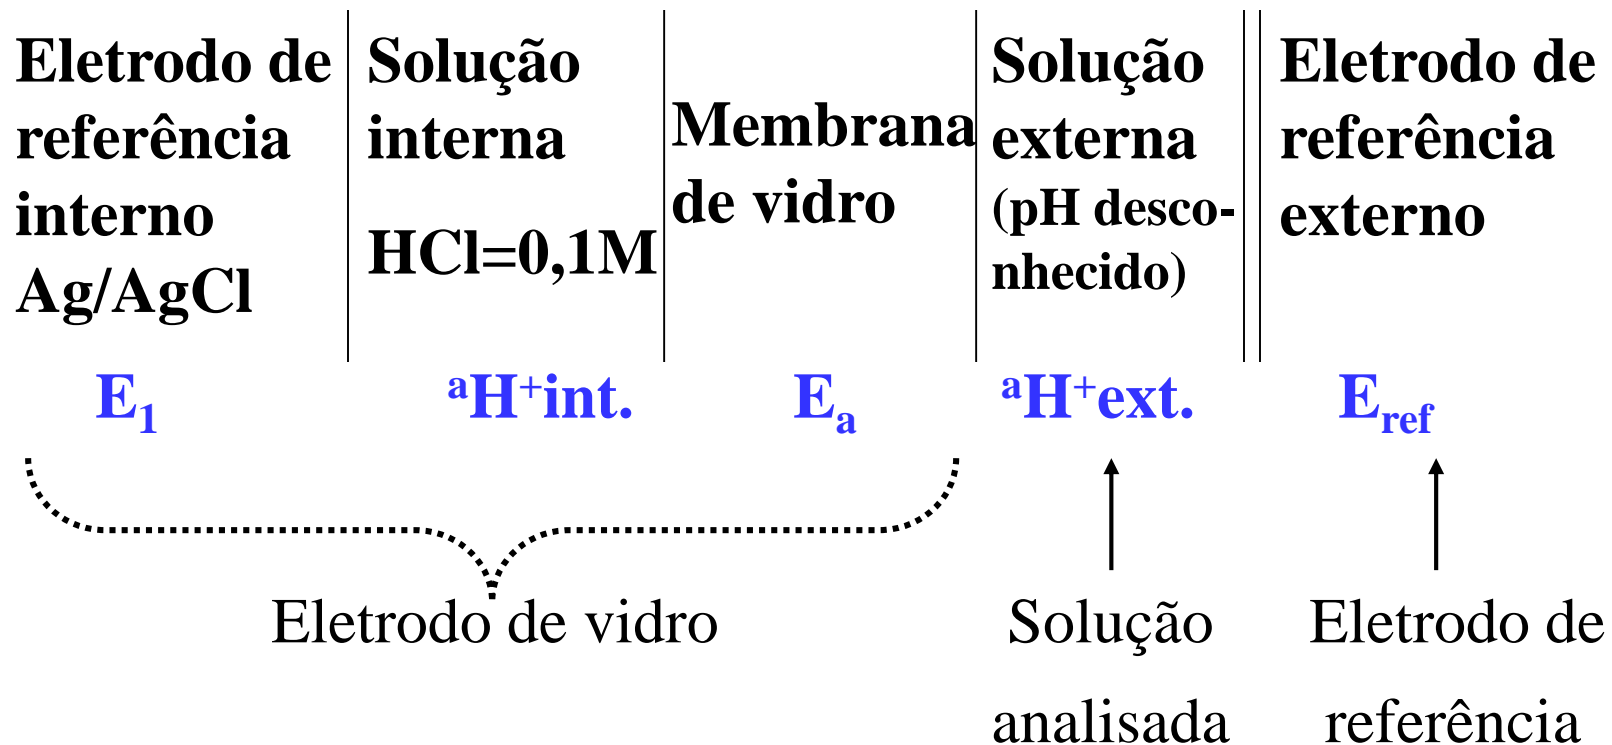 Eletrodo de
referência
interno
Ag/AgCl
Solução
interna
HCl=0,1M
Membrana
de vidro
Solução
externa
(pH desco-
nhecido)
Eletrodo de
referência
externo
E₁
ᵃH⁺int.
Eₐ
ᵃH⁺ext.
E_ref
Eletrodo de vidro
Solução
analisada
Eletrodo de
referência